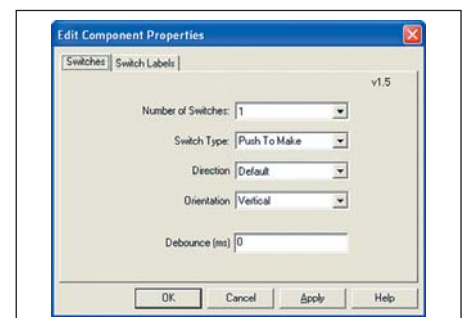 Edit Component Properties
Switches Switch Labels
v1.5
Number of Switches: 1
Switch Type: Push To Make
Direction Default
Orientation Vertical
Debounce (ms) 0
OK Cancel Apply Help